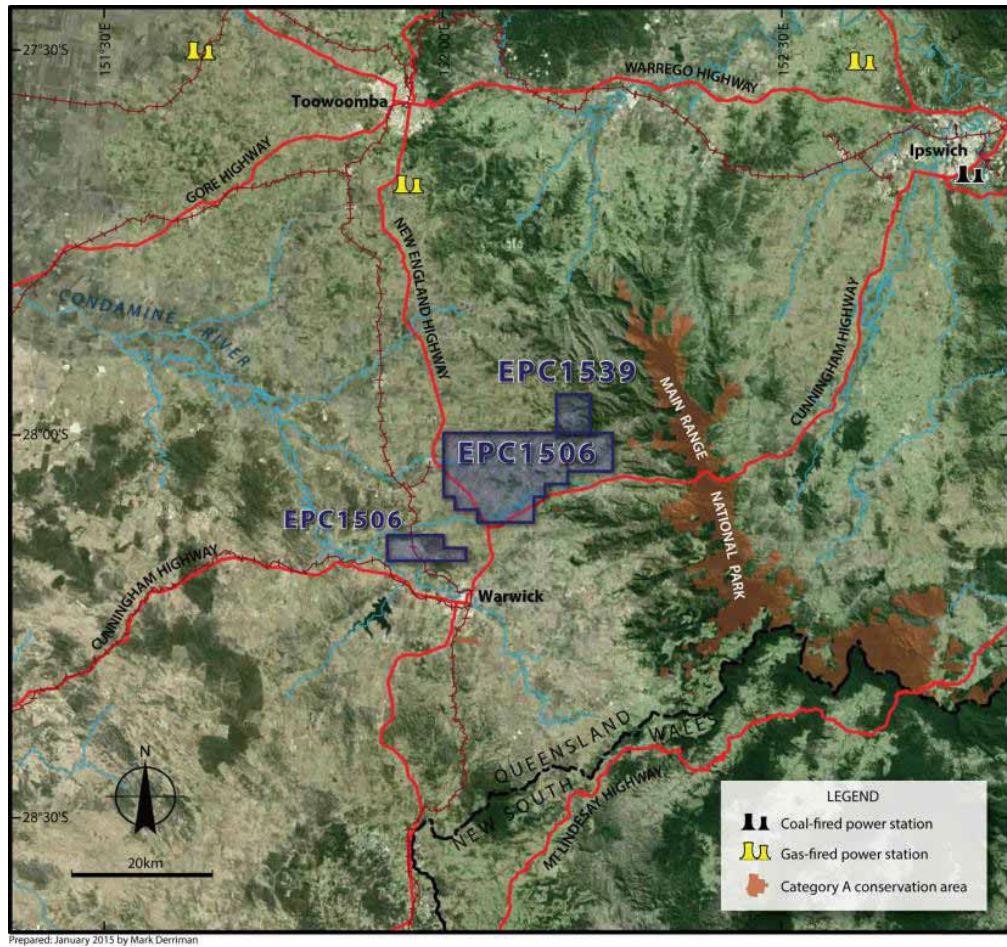 27°30'S
151°30'E
152°00'E
152°30'E
WARREGO HIGHWAY
Toowoomba
Ipswich
GORE HIGHWAY
NEW ENGLAND HIGHWAY
CONDAMINE RIVER
CUNNINGHAM HIGHWAY
EPC1539
MAIN RANGE
NATIONAL PARK
28°00'S
EPC1506
EPC1506
CUNNINGHAM HIGHWAY
Warwick
QUEENSLAND
NEW SOUTH WALES
MT LINDESAY HIGHWAY
N
28°30'S
20km
LEGEND
Coal-fired power station
Gas-fired power station
Category A conservation area
Prepared: January 2015 by Mark Derriman